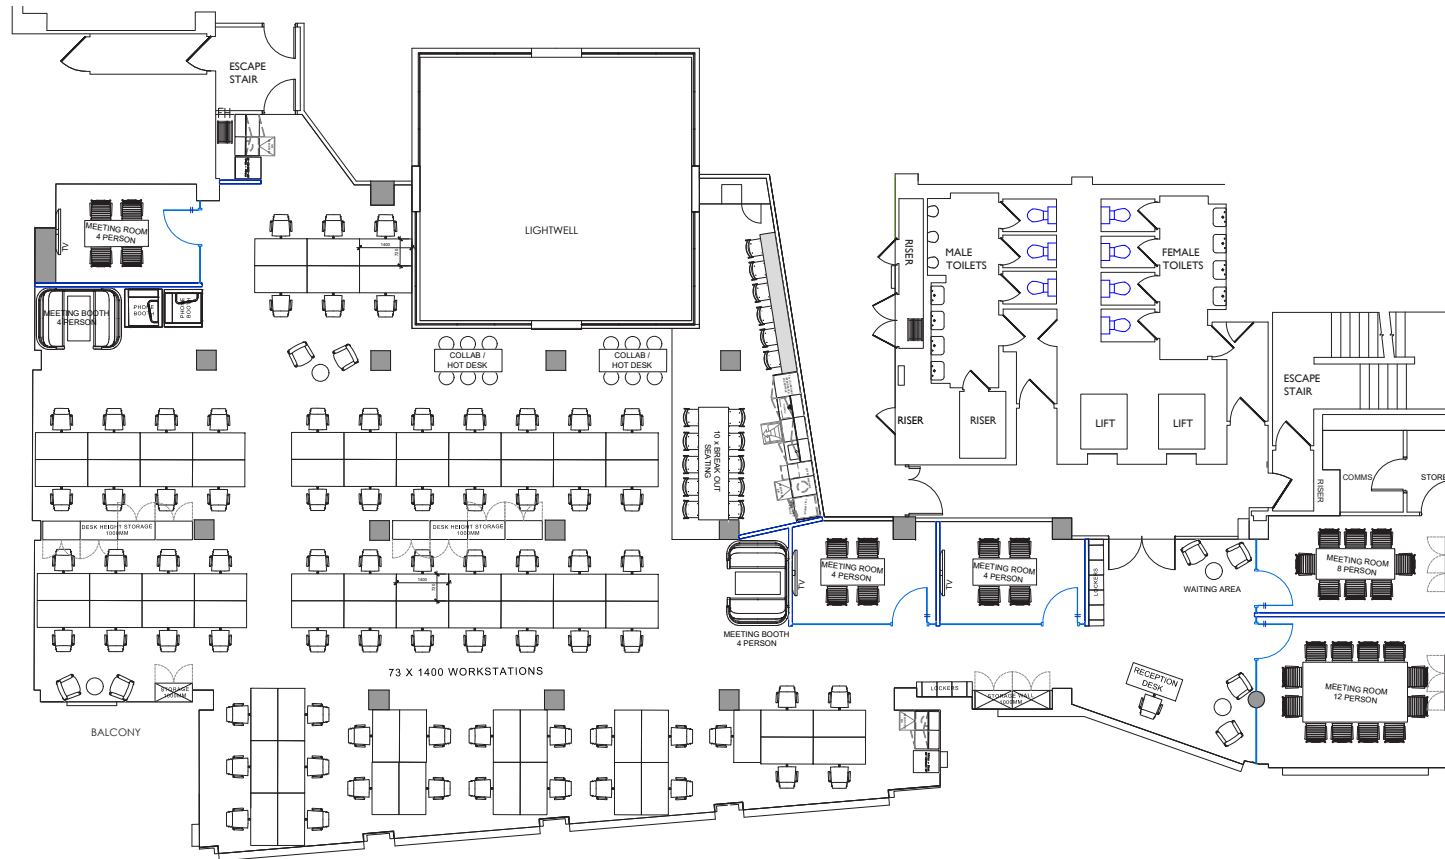 ESCAPE
STAIR
LIGHTWELL
MEETING ROOM
4 PERSON
TV
MEETING BOOTH
4 PERSON
PHONE
BOOTH
PHONE
BOOTH
1400
COLLAB /
HOT DESK
COLLAB /
HOT DESK
RISER
MALE
TOILETS
FEMALE
TOILETS
RISER
RISER
LIFT
LIFT
ESCAPE
STAIR
COMMS
RISER
STORE
10 x BREAK OUT
SEATING
DESK HEIGHT STORAGE
1000MM
DESK HEIGHT STORAGE
1000MM
1400
TV
MEETING ROOM
4 PERSON
TV
MEETING ROOM
4 PERSON
LOCKERS
WAITING AREA
MEETING ROOM
8 PERSON
MEETING BOOTH
4 PERSON
73 X 1400 WORKSTATIONS
STORAGE
1000MM
BALCONY
LOCKERS
STORAGE WALL
1000MM
RECEPTION
DESK
MEETING ROOM
12 PERSON